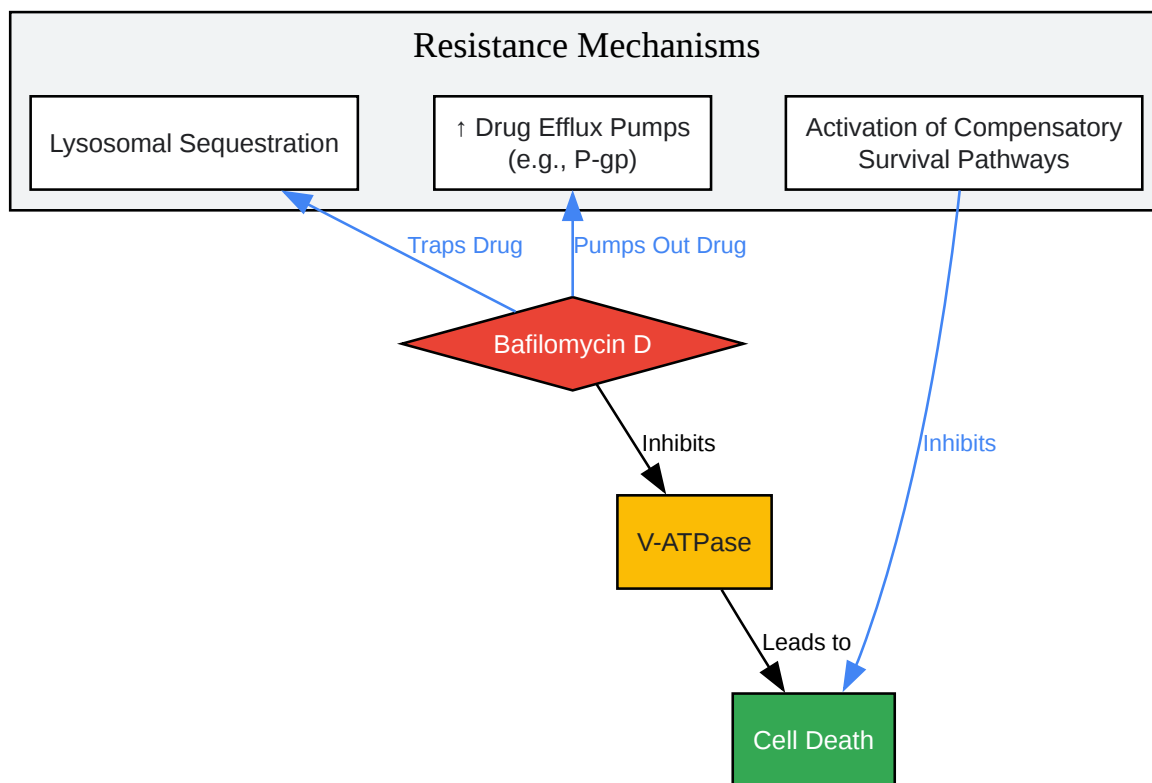 Resistance Mechanisms
Lysosomal Sequestration
↑ Drug Efflux Pumps
(e.g., P-gp)
Activation of Compensatory
Survival Pathways
Traps Drug
Pumps Out Drug
Bafilomycin D
Inhibits
Inhibits
V-ATPase
Leads to
Cell Death